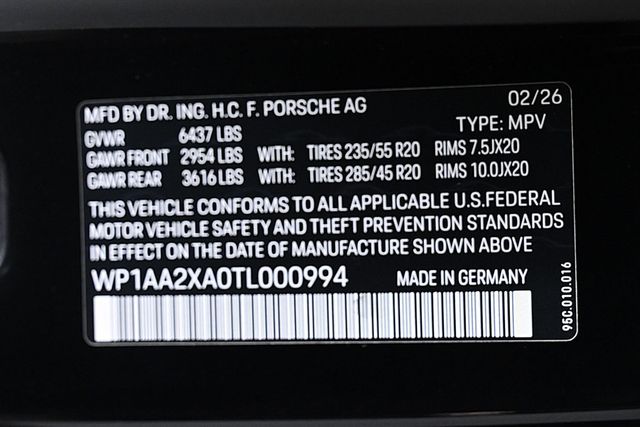 MFD BY DR. ING. H.C. F. PORSCHE AG 02/26
GVWR 6437 LBS TYPE: MPV
GAWR FRONT 2954 LBS WITH: TIRES 235/55 R20 RIMS 7.5JX20
GAWR REAR 3616 LBS WITH: TIRES 285/45 R20 RIMS 10.0JX20
THIS VEHICLE CONFORMS TO ALL APPLICABLE U.S.FEDERAL
MOTOR VEHICLE SAFETY AND THEFT PREVENTION STANDARDS
IN EFFECT ON THE DATE OF MANUFACTURE SHOWN ABOVE
WP1AA2XA0TL000994 MADE IN GERMANY
95C.010.016